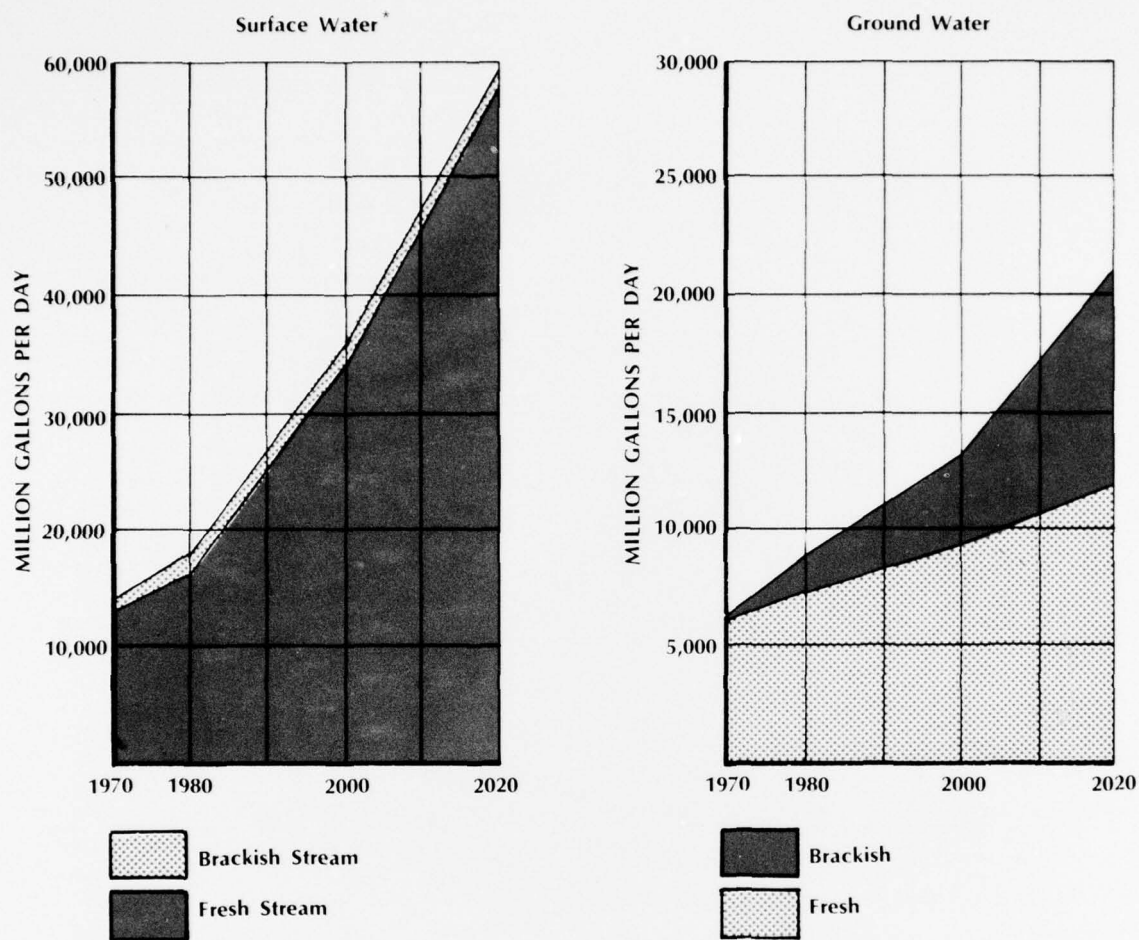 Surface Water*
60,000
50,000
40,000
30,000
20,000
10,000
MILLION GALLONS PER DAY
1970 1980 2000 2020
Brackish Stream
Fresh Stream
Ground Water
30,000
25,000
20,000
15,000
10,000
5,000
MILLION GALLONS PER DAY
1970 1980 2000 2020
Brackish
Fresh